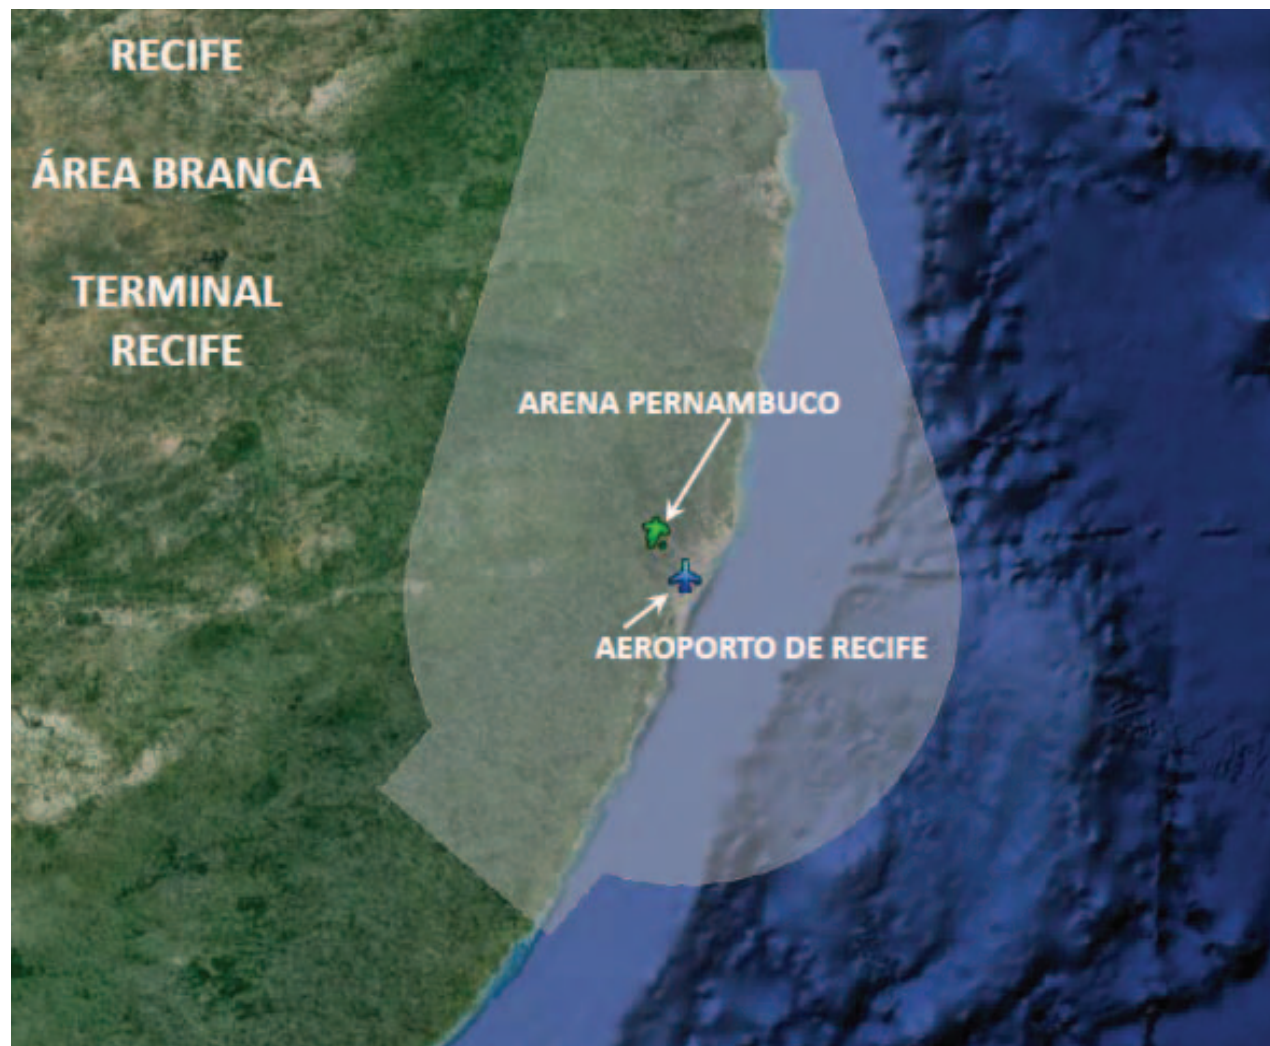 RECIFE
ÁREA BRANCA
TERMINAL
RECIFE
ARENA PERNAMBUCO
AEROPORTO DE RECIFE